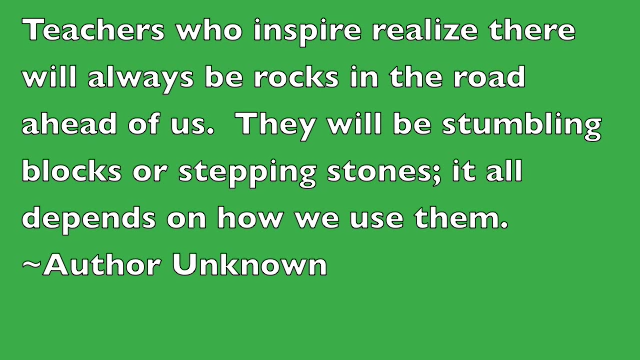 Teachers who inspire realize there
will always be rocks in the road
ahead of us.  They will be stumbling
blocks or stepping stones; it all
depends on how we use them.
~Author Unknown